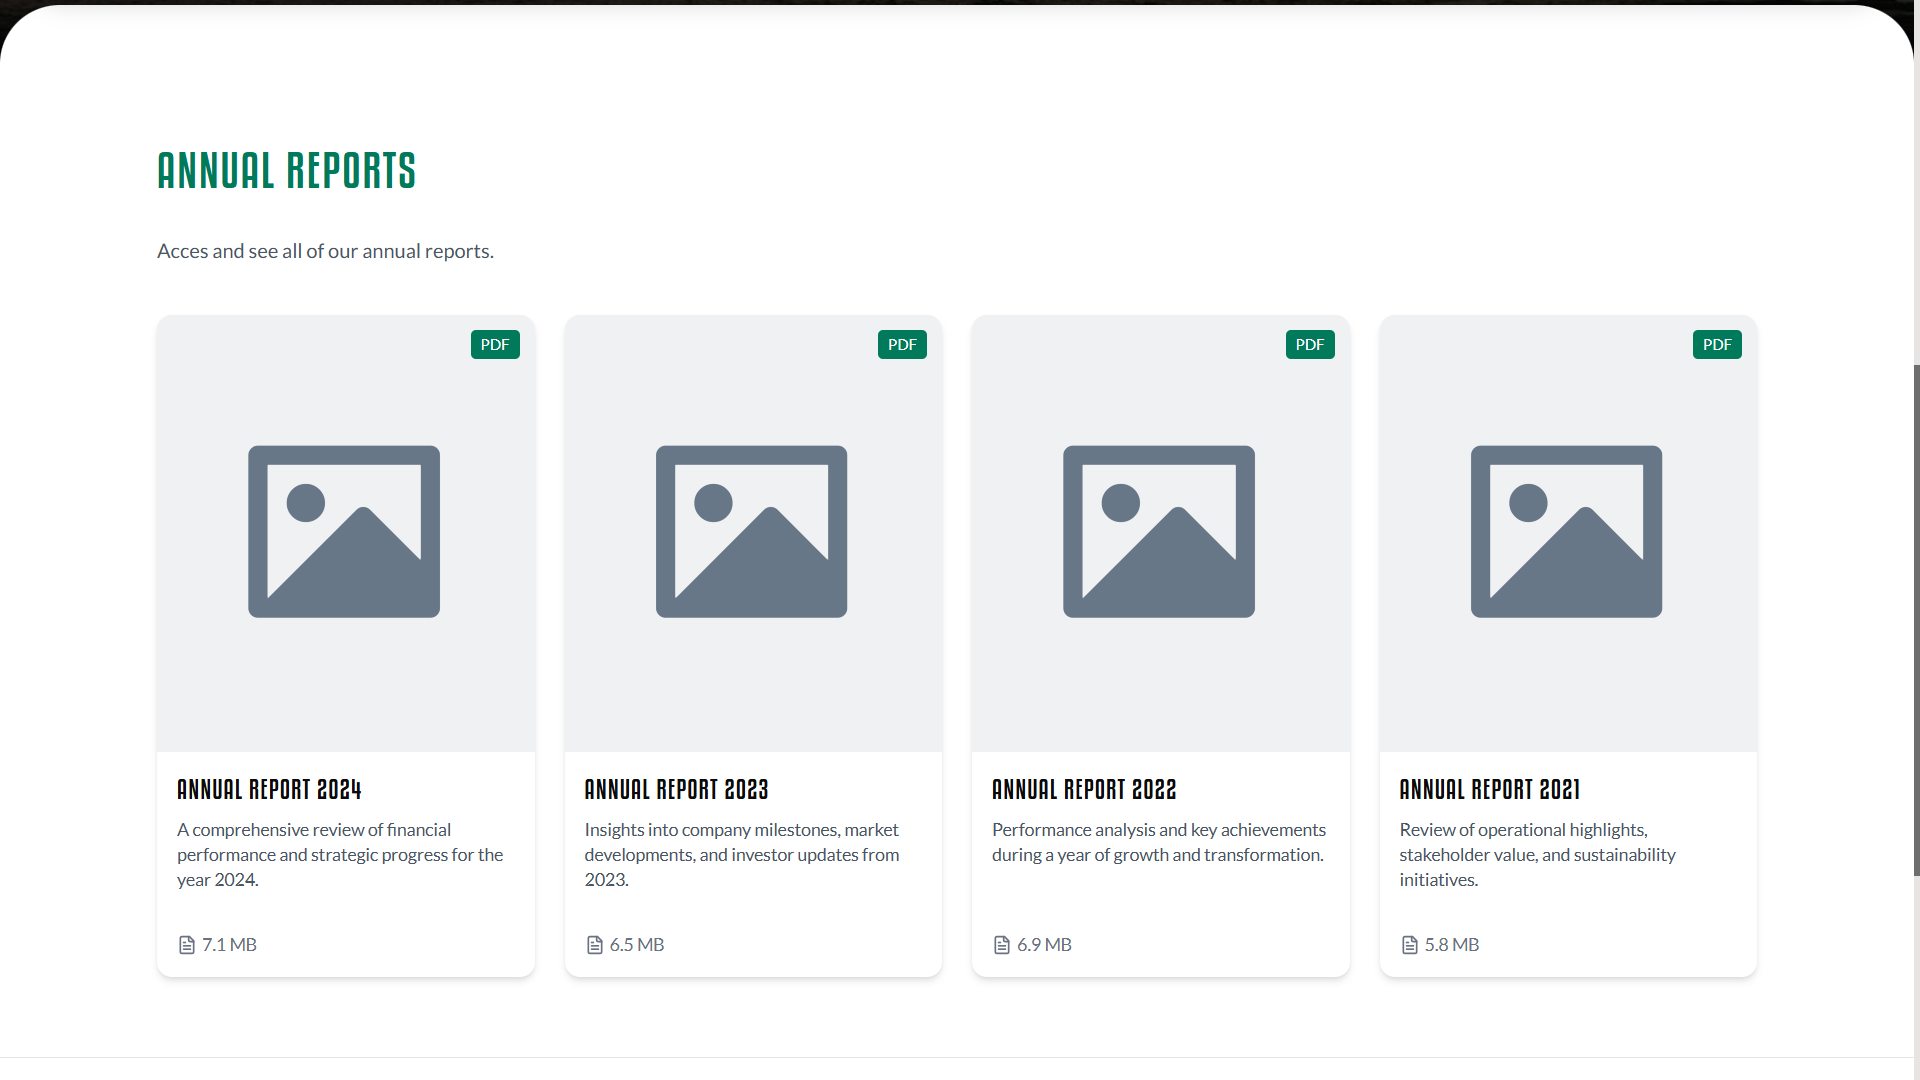 ANNUAL REPORTS
Acces and see all of our annual reports.
PDF
ANNUAL REPORT 2024
A comprehensive review of financial
performance and strategic progress for the
year 2024.
7.1 MB
PDF
ANNUAL REPORT 2023
Insights into company milestones, market
developments, and investor updates from
2023.
6.5 MB
PDF
ANNUAL REPORT 2022
Performance analysis and key achievements
during a year of growth and transformation.
6.9 MB
PDF
ANNUAL REPORT 2021
Review of operational highlights,
stakeholder value, and sustainability
initiatives.
5.8 MB